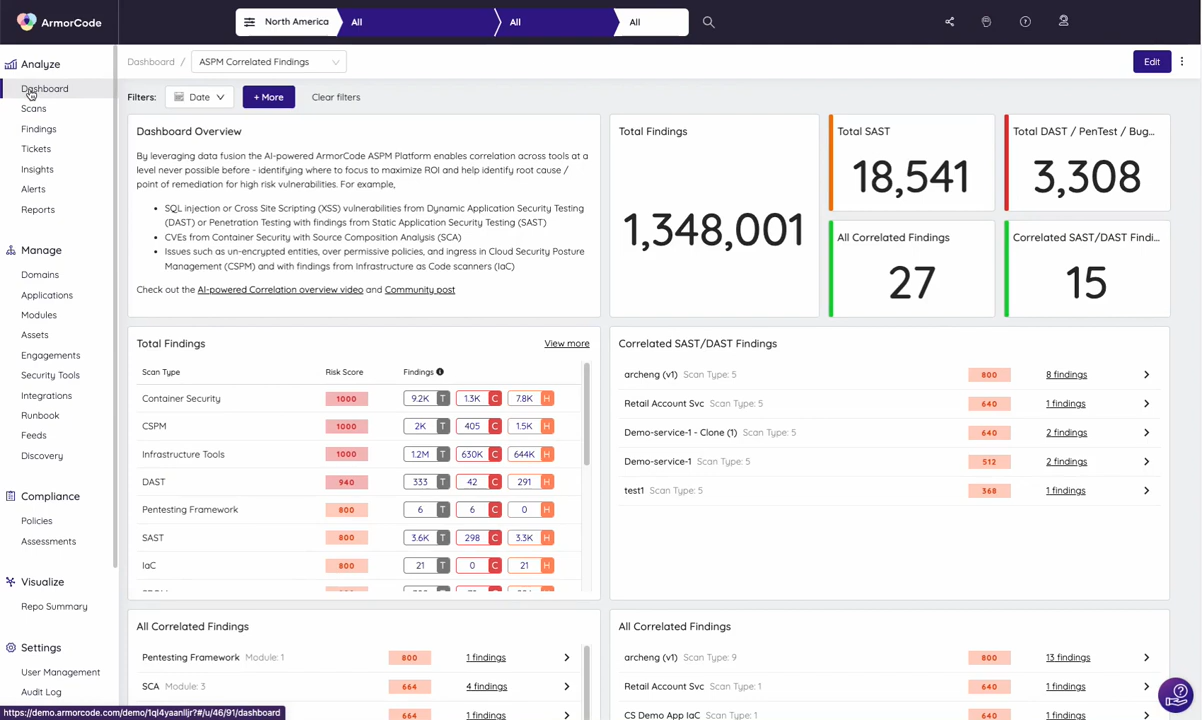 ArmorCode
North America
All
All
All
Analyze
Dashboard
Scans
Findings
Tickets
Insights
Alerts
Reports
Manage
Domains
Applications
Modules
Assets
Engagements
Security Tools
Integrations
Runbook
Feeds
Discovery
Compliance
Policies
Assessments
Visualize
Repo Summary
Settings
User Management
Audit Log
https://demo.armorcode.com/demo/1ql4yaanlljr?#/u/46/91/dashboard
Dashboard / ASPM Correlated Findings
Edit
Filters: Date + More Clear filters
Dashboard Overview
By leveraging data fusion the AI-powered ArmorCode ASPM Platform enables correlation across tools at a
level never possible before - identifying where to focus to maximize ROI and help identify root cause /
point of remediation for high risk vulnerabilities. For example,
• SQL injection or Cross Site Scripting (XSS) vulnerabilities from Dynamic Application Security Testing
(DAST) or Penetration Testing with findings from Static Application Security Testing (SAST)
• CVEs from Container Security with Source Composition Analysis (SCA)
• Issues such as un-encrypted entities, over permissive policies, and ingress in Cloud Security Posture
Management (CSPM) and with findings from Infrastructure as Code scanners (IaC)
Check out the AI-powered Correlation overview video and Community post
Total Findings
1,348,001
Total SAST
18,541
Total DAST / PenTest / Bug...
3,308
All Correlated Findings
27
Correlated SAST/DAST Findi...
15
Total Findings View more
Scan Type Risk Score Findings
Container Security 1000 9.2K T 1.3K C 7.8K H
CSPM 1000 2K T 405 C 1.5K H
Infrastructure Tools 1000 1.2M T 630K C 644K H
DAST 940 333 T 42 C 291 H
Pentesting Framework 800 6 T 6 C 0 H
SAST 800 3.6K T 298 C 3.3K H
IaC 800 21 T 0 C 21 H
Correlated SAST/DAST Findings
archeng (v1) Scan Type: 5 800 8 findings
Retail Account Svc Scan Type: 5 640 1 findings
Demo-service-1 - Clone (1) Scan Type: 5 640 2 findings
Demo-service-1 Scan Type: 5 512 2 findings
test1 Scan Type: 5 368 1 findings
All Correlated Findings
Pentesting Framework Module: 1 800 1 findings
SCA Module: 3 664 4 findings
664 1 findings
All Correlated Findings
archeng (v1) Scan Type: 9 800 13 findings
Retail Account Svc Scan Type: 1 640 1 findings
CS Demo App IaC Scan Type: 1 640 1 findings